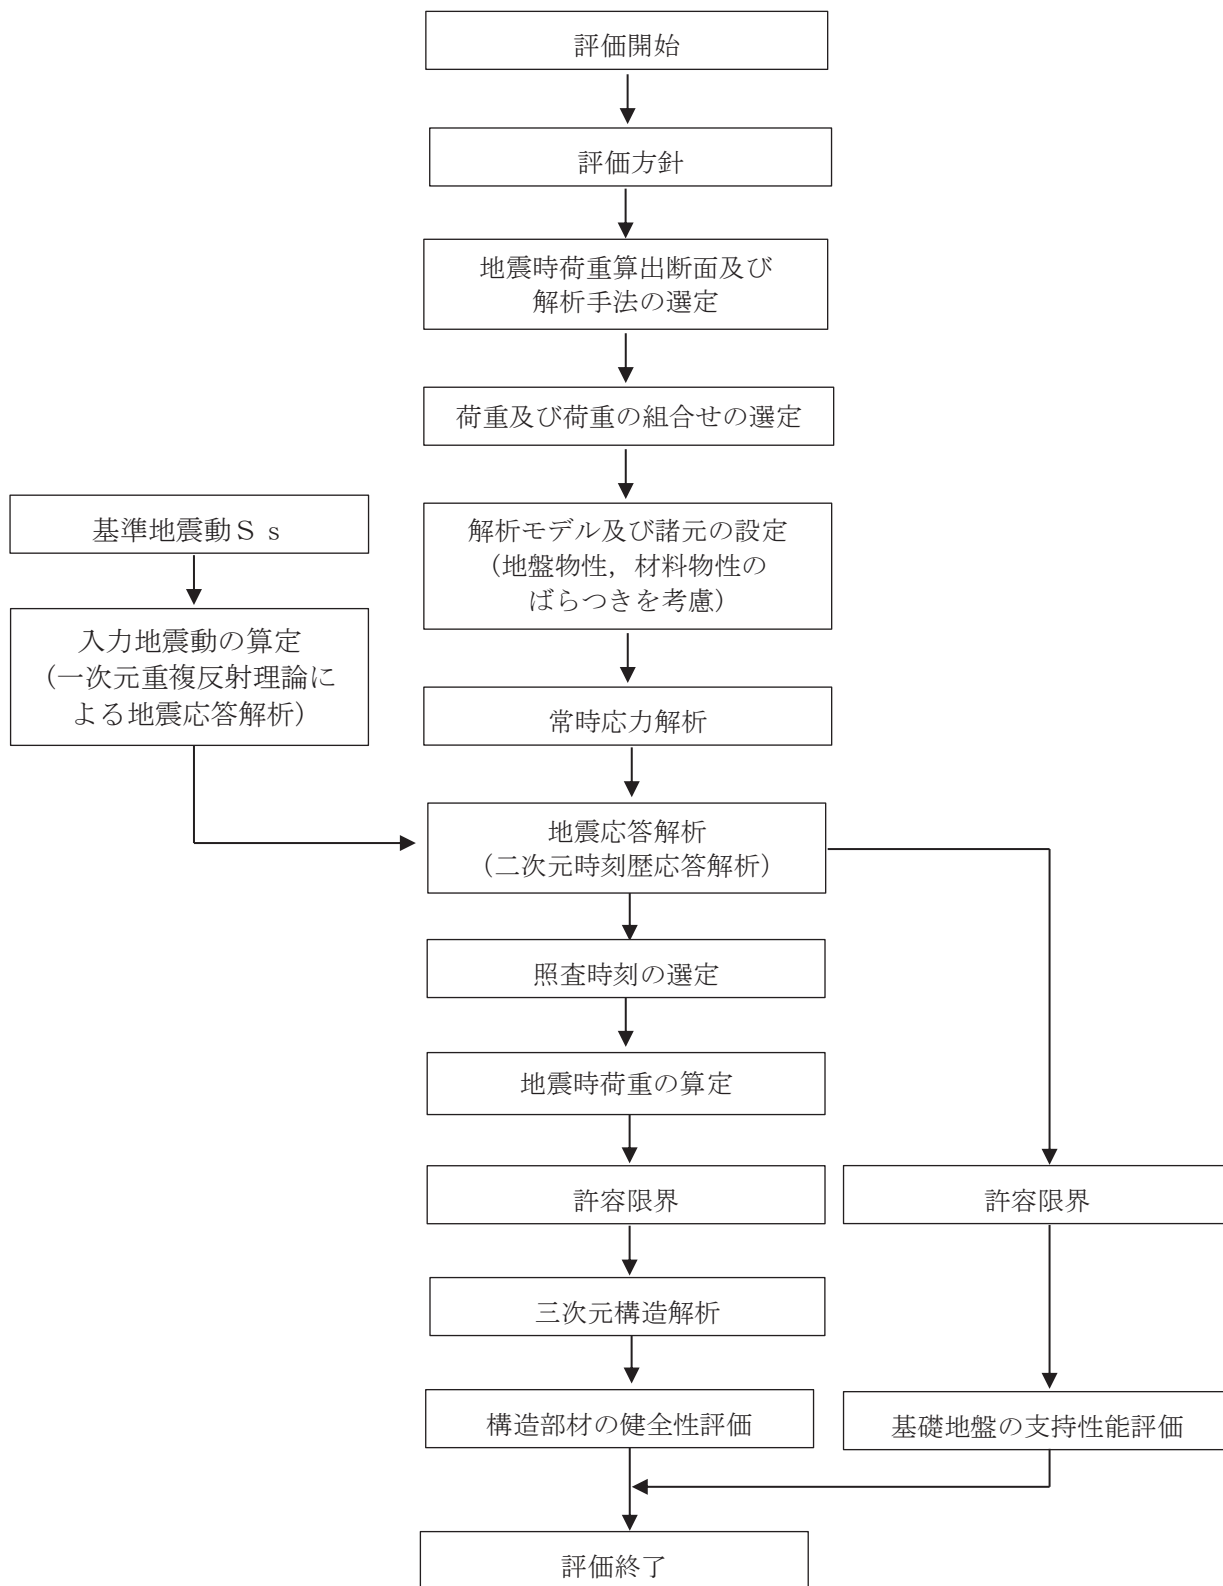 評価開始
評価方針
地震時荷重算出断面及び
解析手法の選定
荷重及び荷重の組合せの選定
基準地震動Ｓｓ
解析モデル及び諸元の設定
（地盤物性，材料物性の
ばらつきを考慮）
入力地震動の算定
（一次元重複反射理論に
よる地震応答解析）
常時応力解析
地震応答解析
（二次元時刻歴応答解析）
照査時刻の選定
地震時荷重の算定
許容限界
許容限界
三次元構造解析
構造部材の健全性評価
基礎地盤の支持性能評価
評価終了